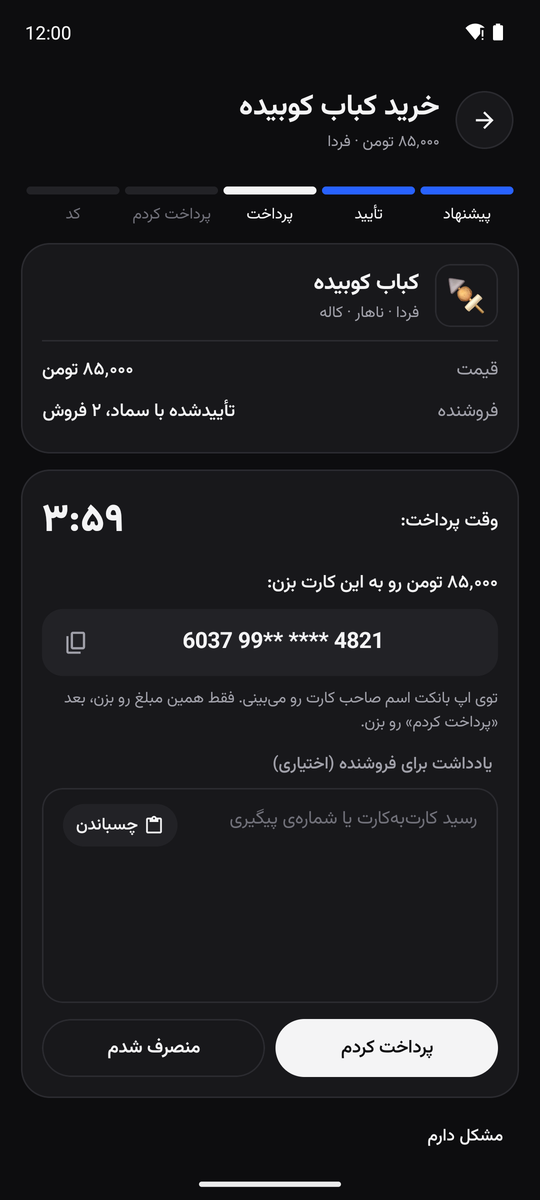 12:00
خرید کباب کوبیده
۸۵,۰۰۰ تومن · فردا
پیشنهاد
تأیید
پرداخت
پرداخت کردم
کد
کباب کوبیده
فردا · ناهار · کاله
قیمت
۸۵,۰۰۰ تومن
فروشنده
تأییدشده با سماد، ۲ فروش
وقت پرداخت:
۳:۵۹
۸۵,۰۰۰ تومن رو به این کارت بزن:
6037 99** **** 4821
توی اپ بانکت اسم صاحب کارت رو می‌بینی. فقط همین مبلغ رو بزن، بعد
«پرداخت کردم» رو بزن.
یادداشت برای فروشنده (اختیاری)
رسید کارت‌به‌کارت یا شماره‌ی پیگیری
چسباندن
پرداخت کردم
منصرف شدم
مشکل دارم